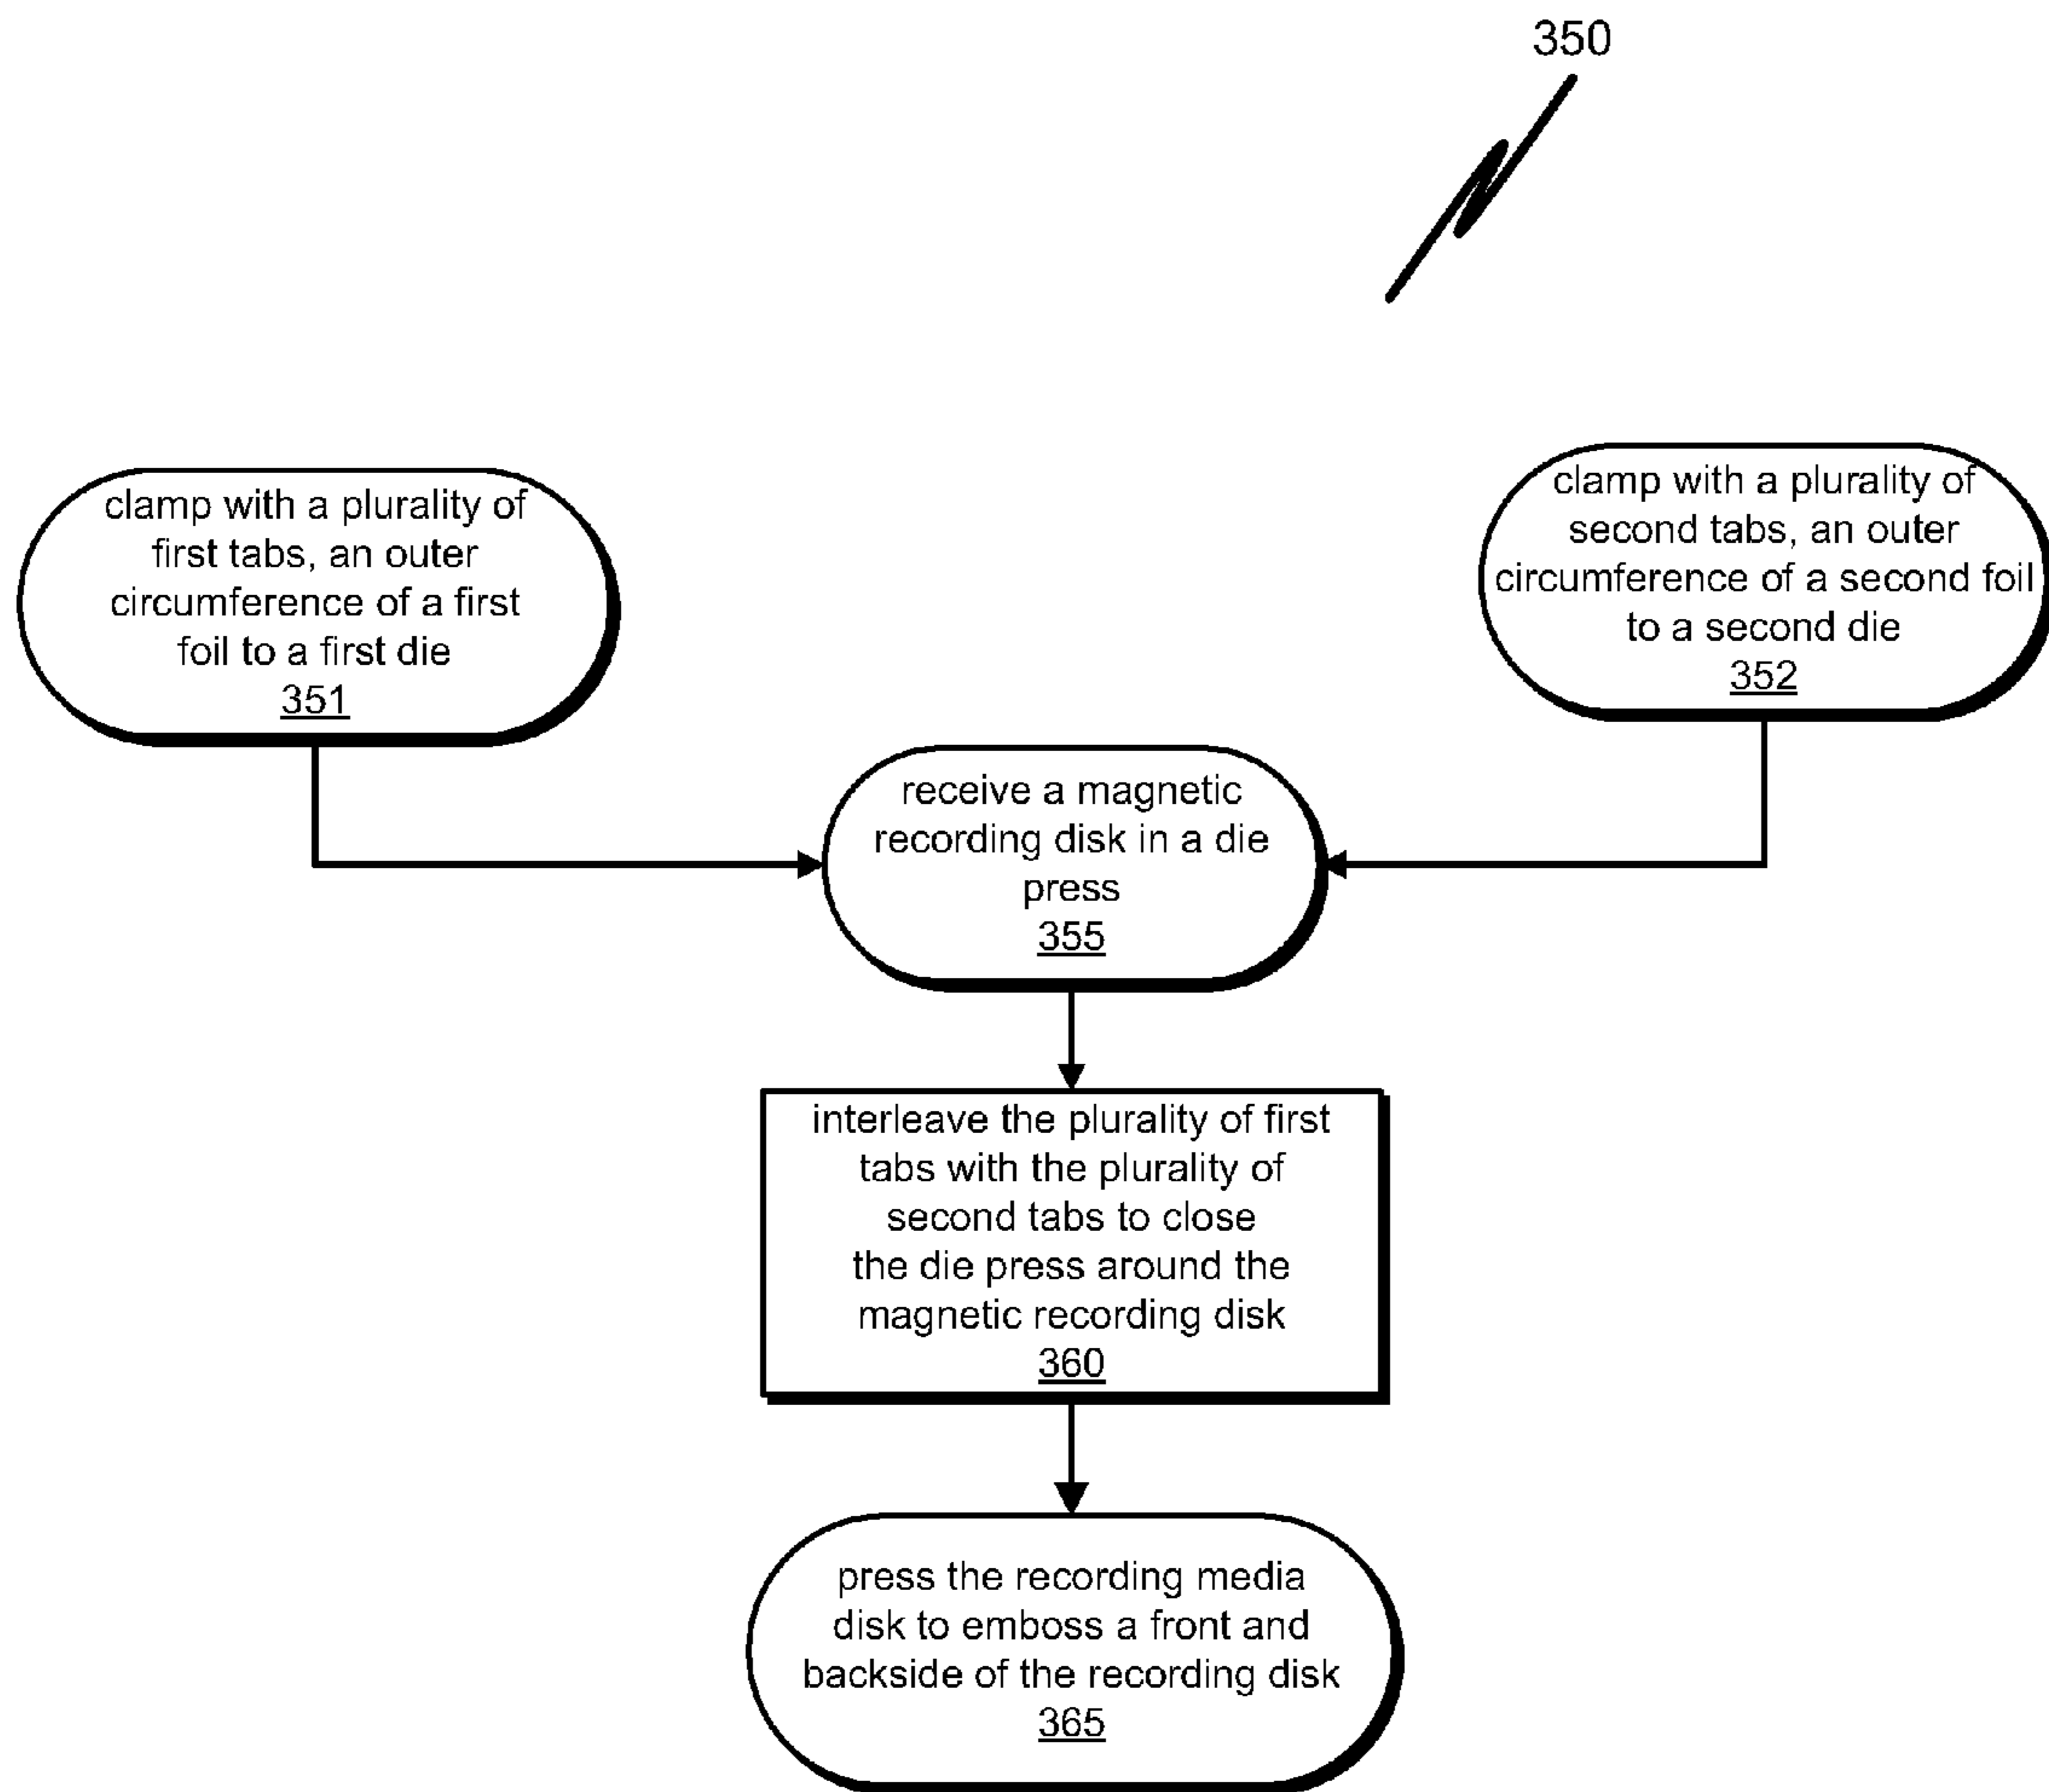 350
clamp with a plurality of
first tabs, an outer
circumference of a first
foil to a first die
351
clamp with a plurality of
second tabs, an outer
circumference of a second foil
to a second die
352
receive a magnetic
recording disk in a die
press
355
interleave the plurality of first
tabs with the plurality of
second tabs to close
the die press around the
magnetic recording disk
360
press the recording media
disk to emboss a front and
backside of the recording disk
365